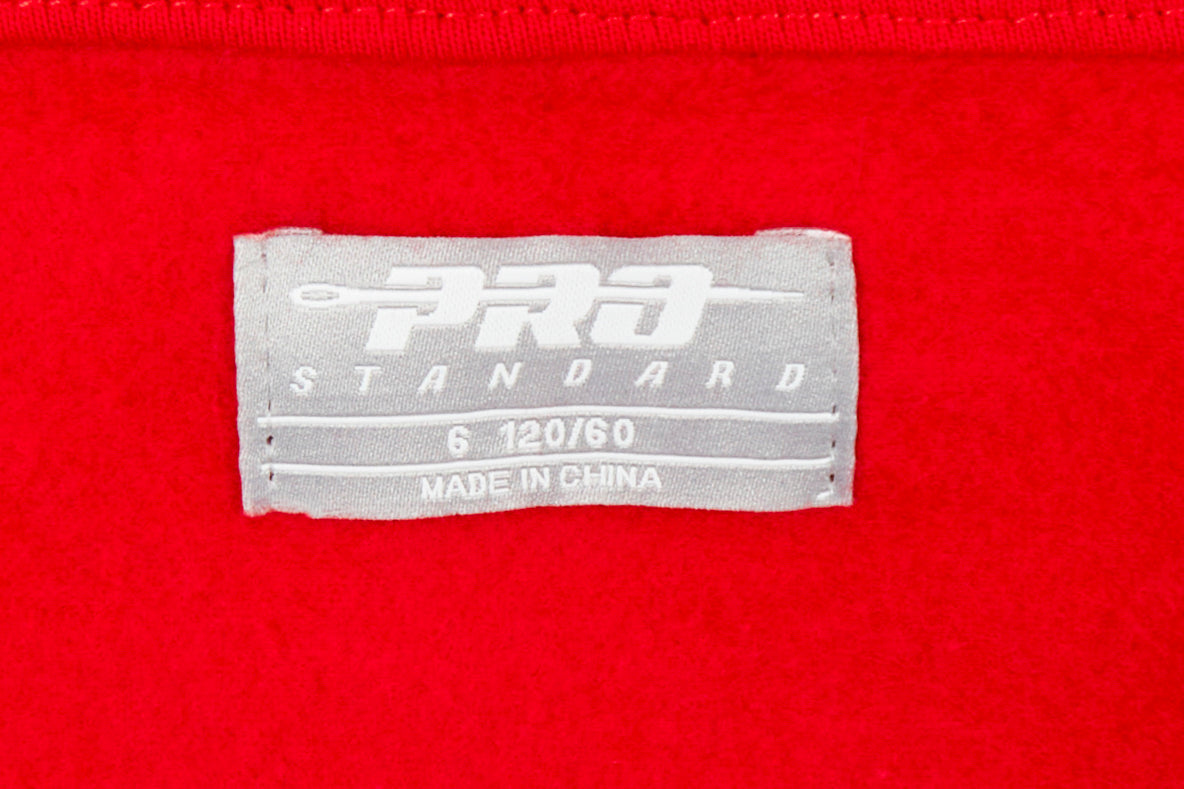 PRO
STANDARD
6 120/60
MADE IN CHINA